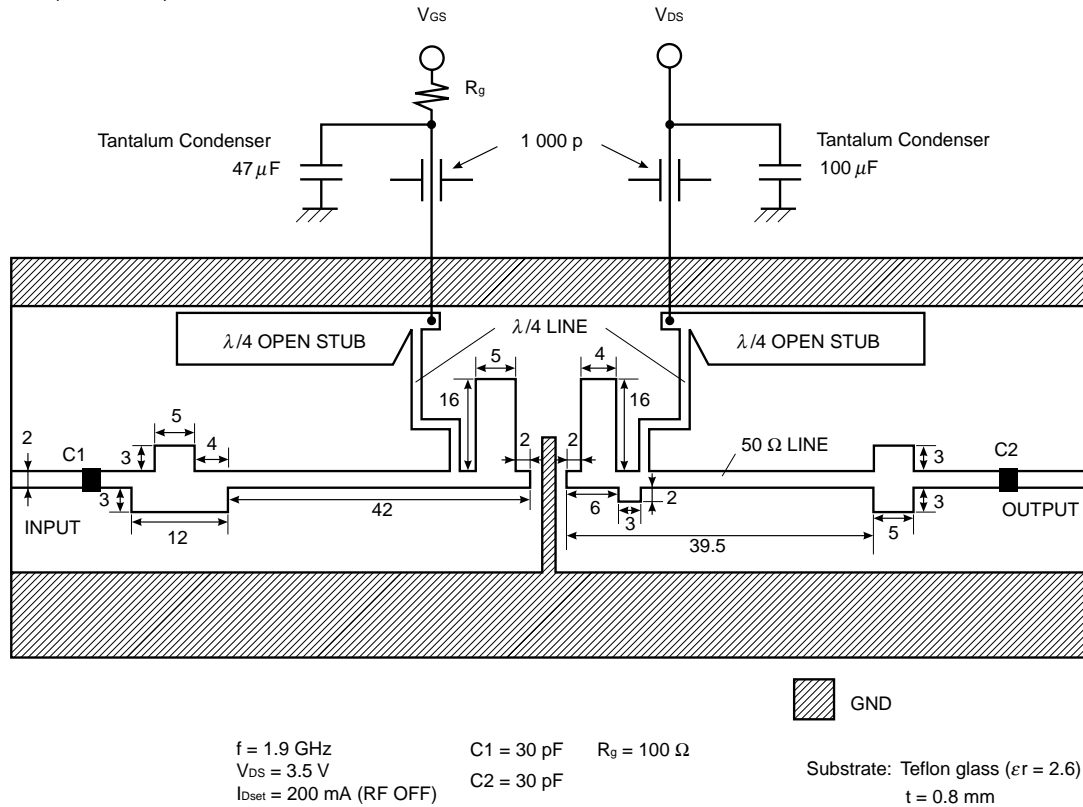 VGS
VDS
Rg
Tantalum Condenser
47 μF
1 000 p
Tantalum Condenser
100 μF
λ/4 OPEN STUB
λ/4 LINE
λ/4 OPEN STUB
5
4
16
16
5
2
4
3
C1
2
2
50 Ω LINE
3
C2
3
INPUT
12
42
6
3
2
39.5
5
3
OUTPUT
GND
f = 1.9 GHz
VDS = 3.5 V
IDset = 200 mA (RF OFF)
C1 = 30 pF
C2 = 30 pF
Rg = 100 Ω
Substrate: Teflon glass (εr = 2.6)
t = 0.8 mm